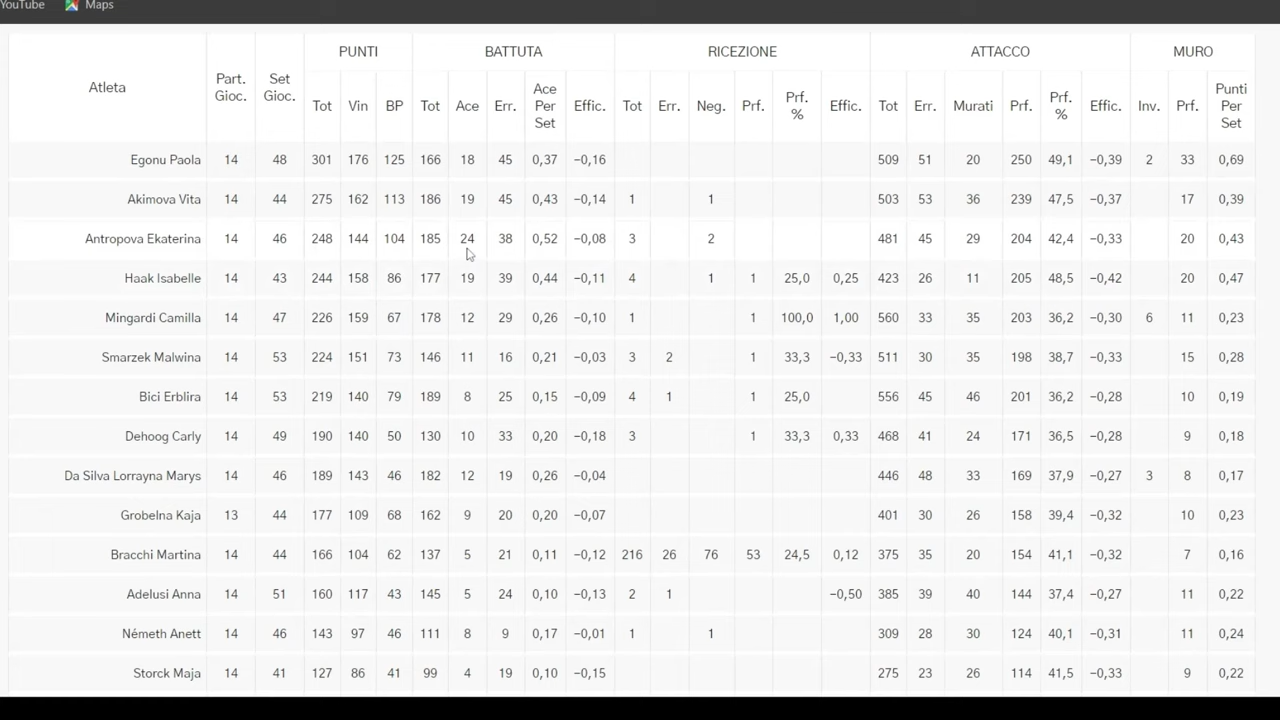 YouTube Maps
PUNTI BATTUTA RICEZIONE ATTACCO MURO
Atleta Part. Gioc. Set Gioc. Tot Vin BP Tot Ace Err. Ace Per Set Effic. Tot Err. Neg. Prf. Prf. % Effic. Tot Err. Murati Prf. Prf. % Effic. Inv. Prf. Punti Per Set
Egonu Paola 14 48 301 176 125 166 18 45 0,37 −0,16 509 51 20 250 49,1 −0,39 2 33 0,69
Akimova Vita 14 44 275 162 113 186 19 45 0,43 −0,14 1 1 503 53 36 239 47,5 −0,37 17 0,39
Antropova Ekaterina 14 46 248 144 104 185 24 38 0,52 −0,08 3 2 481 45 29 204 42,4 −0,33 20 0,43
Haak Isabelle 14 43 244 158 86 177 19 39 0,44 −0,11 4 1 1 25,0 0,25 423 26 11 205 48,5 −0,42 20 0,47
Mingardi Camilla 14 47 226 159 67 178 12 29 0,26 −0,10 1 1 100,0 1,00 560 33 35 203 36,2 −0,30 6 11 0,23
Smarzek Malwina 14 53 224 151 73 146 11 16 0,21 −0,03 3 2 1 33,3 −0,33 511 30 35 198 38,7 −0,33 15 0,28
Bici Erblira 14 53 219 140 79 189 8 25 0,15 −0,09 4 1 1 25,0 556 45 46 201 36,2 −0,28 10 0,19
Dehoog Carly 14 49 190 140 50 130 10 33 0,20 −0,18 3 1 33,3 0,33 468 41 24 171 36,5 −0,28 9 0,18
Da Silva Lorrayna Marys 14 46 189 143 46 182 12 19 0,26 −0,04 446 48 33 169 37,9 −0,27 3 8 0,17
Grobelna Kaja 13 44 177 109 68 162 9 20 0,20 −0,07 401 30 26 158 39,4 −0,32 10 0,23
Bracchi Martina 14 44 166 104 62 137 5 21 0,11 −0,12 216 26 76 53 24,5 0,12 375 35 20 154 41,1 −0,32 7 0,16
Adelusi Anna 14 51 160 117 43 145 5 24 0,10 −0,13 2 1 −0,50 385 39 40 144 37,4 −0,27 11 0,22
Németh Anett 14 46 143 97 46 111 8 9 0,17 −0,01 1 1 309 28 30 124 40,1 −0,31 11 0,24
Storck Maja 14 41 127 86 41 99 4 19 0,10 −0,15 275 23 26 114 41,5 −0,33 9 0,22